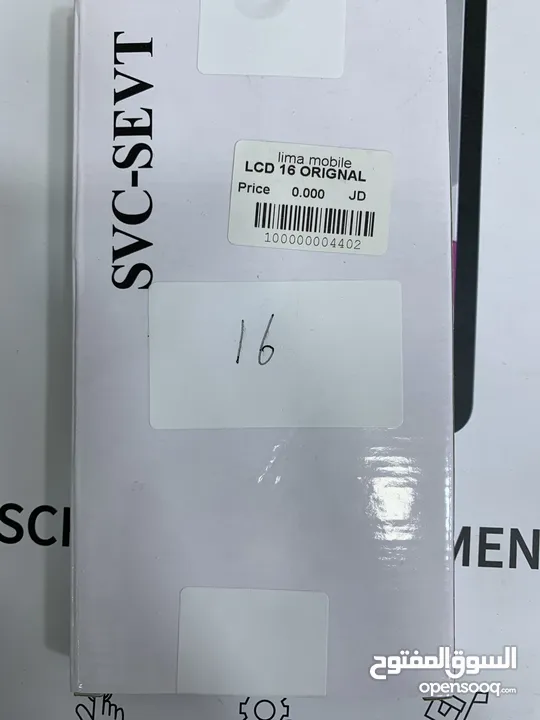 SVC-SEVT
lima mobile
LCD 16 ORIGNAL
Price 0.000 JD
100000004402
16
SCI
MEN
السوق المفتوح
opensooq.com